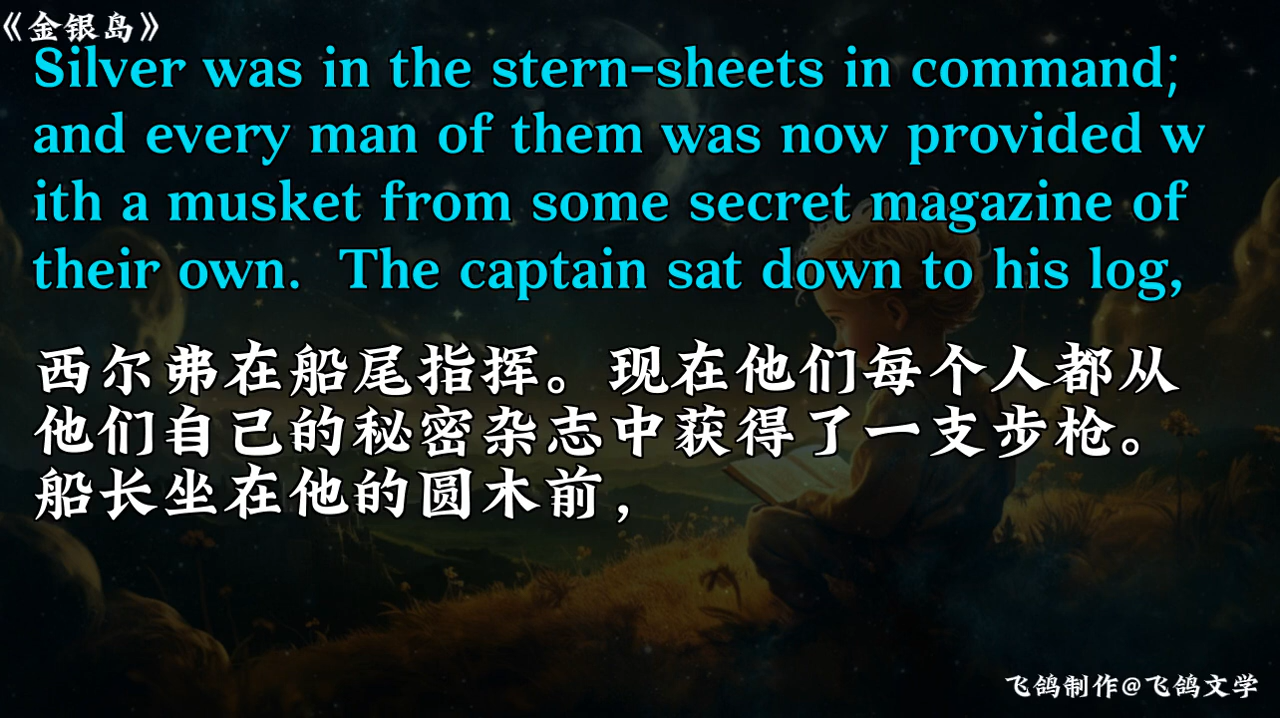 《金银岛》
Silver was in the stern-sheets in command;
and every man of them was now provided w
ith a musket from some secret magazine of
their own.  The captain sat down to his log,
西尔弗在船尾指挥。现在他们每个人都从
他们自己的秘密杂志中获得了一支步枪。
船长坐在他的圆木前，
飞鸽制作@飞鸽文学